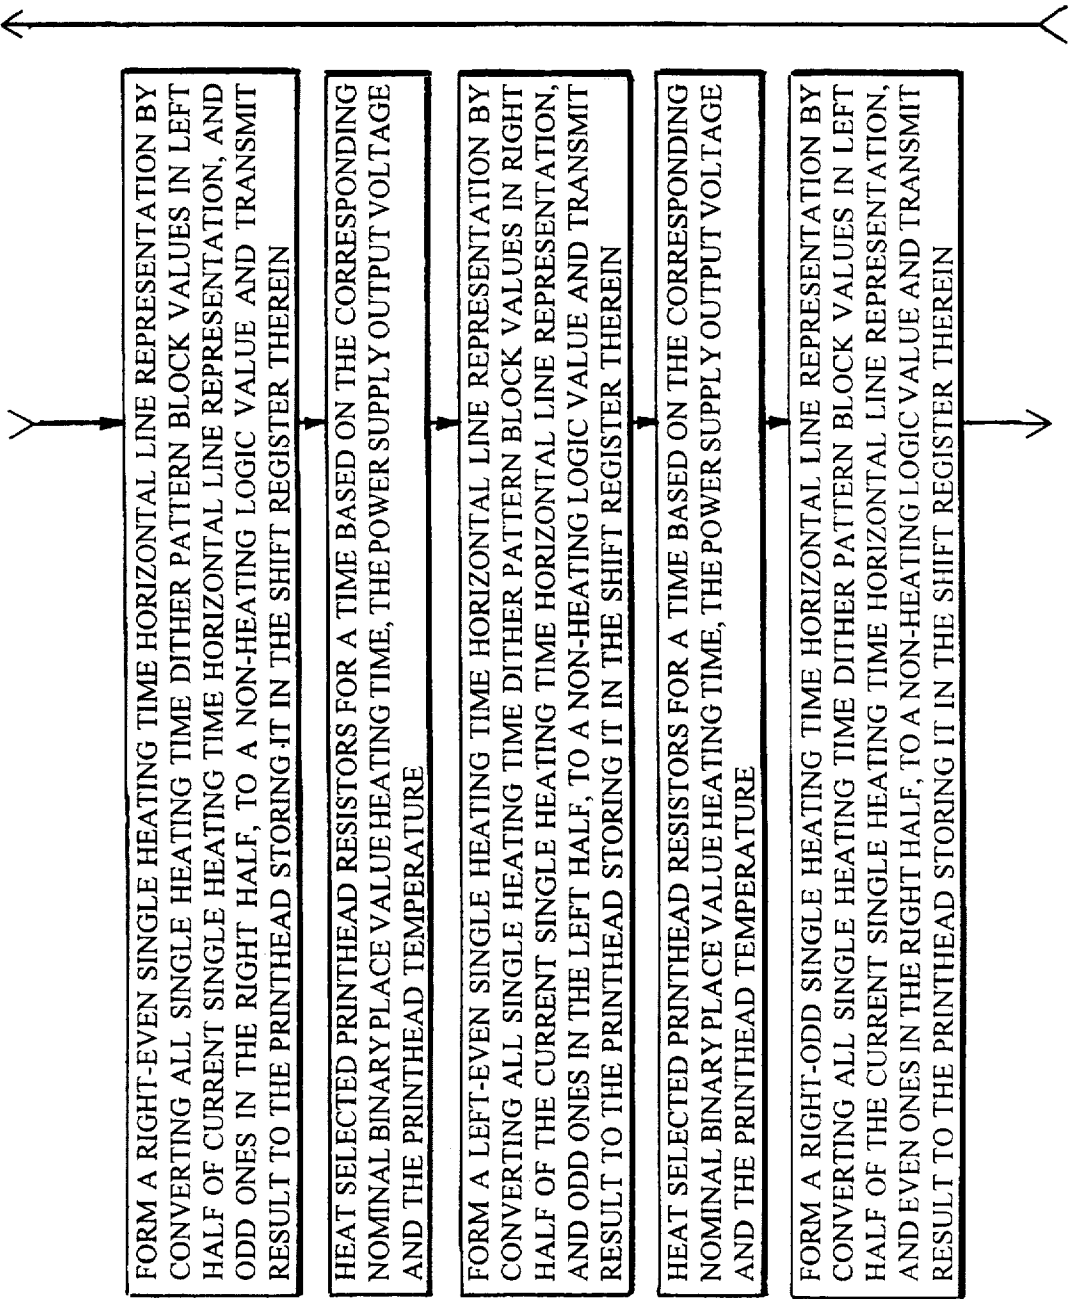 FORM A RIGHT-EVEN SINGLE HEATING TIME HORIZONTAL LINE REPRESENTATION BY
CONVERTING ALL SINGLE HEATING TIME DITHER PATTERN BLOCK VALUES IN LEFT
HALF OF CURRENT SINGLE HEATING TIME HORIZONTAL LINE REPRESENTATION, AND
ODD ONES IN THE RIGHT HALF, TO A NON-HEATING LOGIC VALUE AND TRANSMIT
RESULT TO THE PRINTHEAD STORING IT IN THE SHIFT REGISTER THEREIN
HEAT SELECTED PRINTHEAD RESISTORS FOR A TIME BASED ON THE CORRESPONDING
NOMINAL BINARY PLACE VALUE HEATING TIME, THE POWER SUPPLY OUTPUT VOLTAGE
AND THE PRINTHEAD TEMPERATURE
FORM A LEFT-EVEN SINGLE HEATING TIME HORIZONTAL LINE REPRESENTATION BY
CONVERTING ALL SINGLE HEATING TIME DITHER PATTERN BLOCK VALUES IN RIGHT
HALF OF THE CURRENT SINGLE HEATING TIME HORIZONTAL LINE REPRESENTATION,
AND ODD ONES IN THE LEFT HALF, TO A NON-HEATING LOGIC VALUE AND TRANSMIT
RESULT TO THE PRINTHEAD STORING IT IN THE SHIFT REGISTER THEREIN
HEAT SELECTED PRINTHEAD RESISTORS FOR A TIME BASED ON THE CORRESPONDING
NOMINAL BINARY PLACE VALUE HEATING TIME, THE POWER SUPPLY OUTPUT VOLTAGE
AND THE PRINTHEAD TEMPERATURE
FORM A RIGHT-ODD SINGLE HEATING TIME HORIZONTAL LINE REPRESENTATION BY
CONVERTING ALL SINGLE HEATING TIME DITHER PATTERN BLOCK VALUES IN LEFT
HALF OF THE CURRENT SINGLE HEATING TIME HORIZONTAL LINE REPRESENTATION,
AND EVEN ONES IN THE RIGHT HALF, TO A NON-HEATING LOGIC VALUE AND TRANSMIT
RESULT TO THE PRINTHEAD STORING IT IN THE SHIFT REGISTER THEREIN